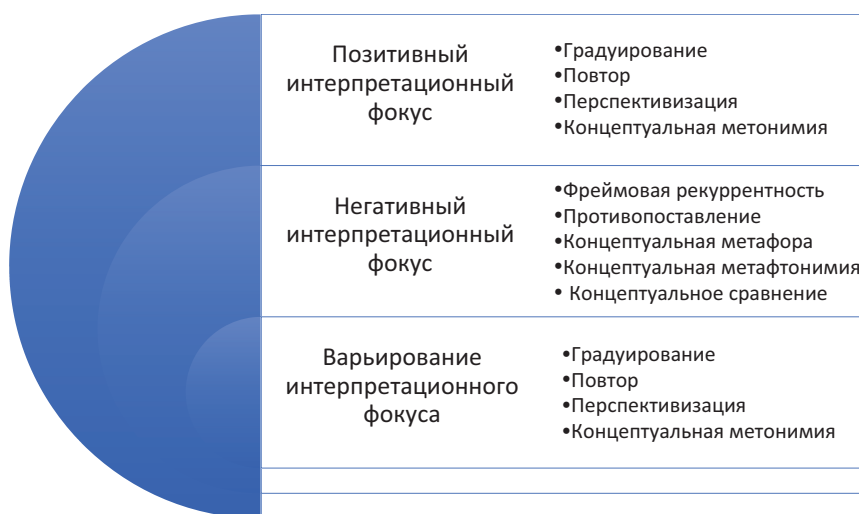 Позитивный
интерпретационный
фокус
•Градуирование
•Повтор
•Перспективизация
•Концептуальная метонимия
Негативный
интерпретационный
фокус
•Фреймовая рекуррентность
•Противопоставление
•Концептуальная метафора
•Концептуальная метафтонимия
• Концептуальное сравнение
Варьирование
интерпретационного
фокуса
•Градуирование
•Повтор
•Перспективизация
•Концептуальная метонимия